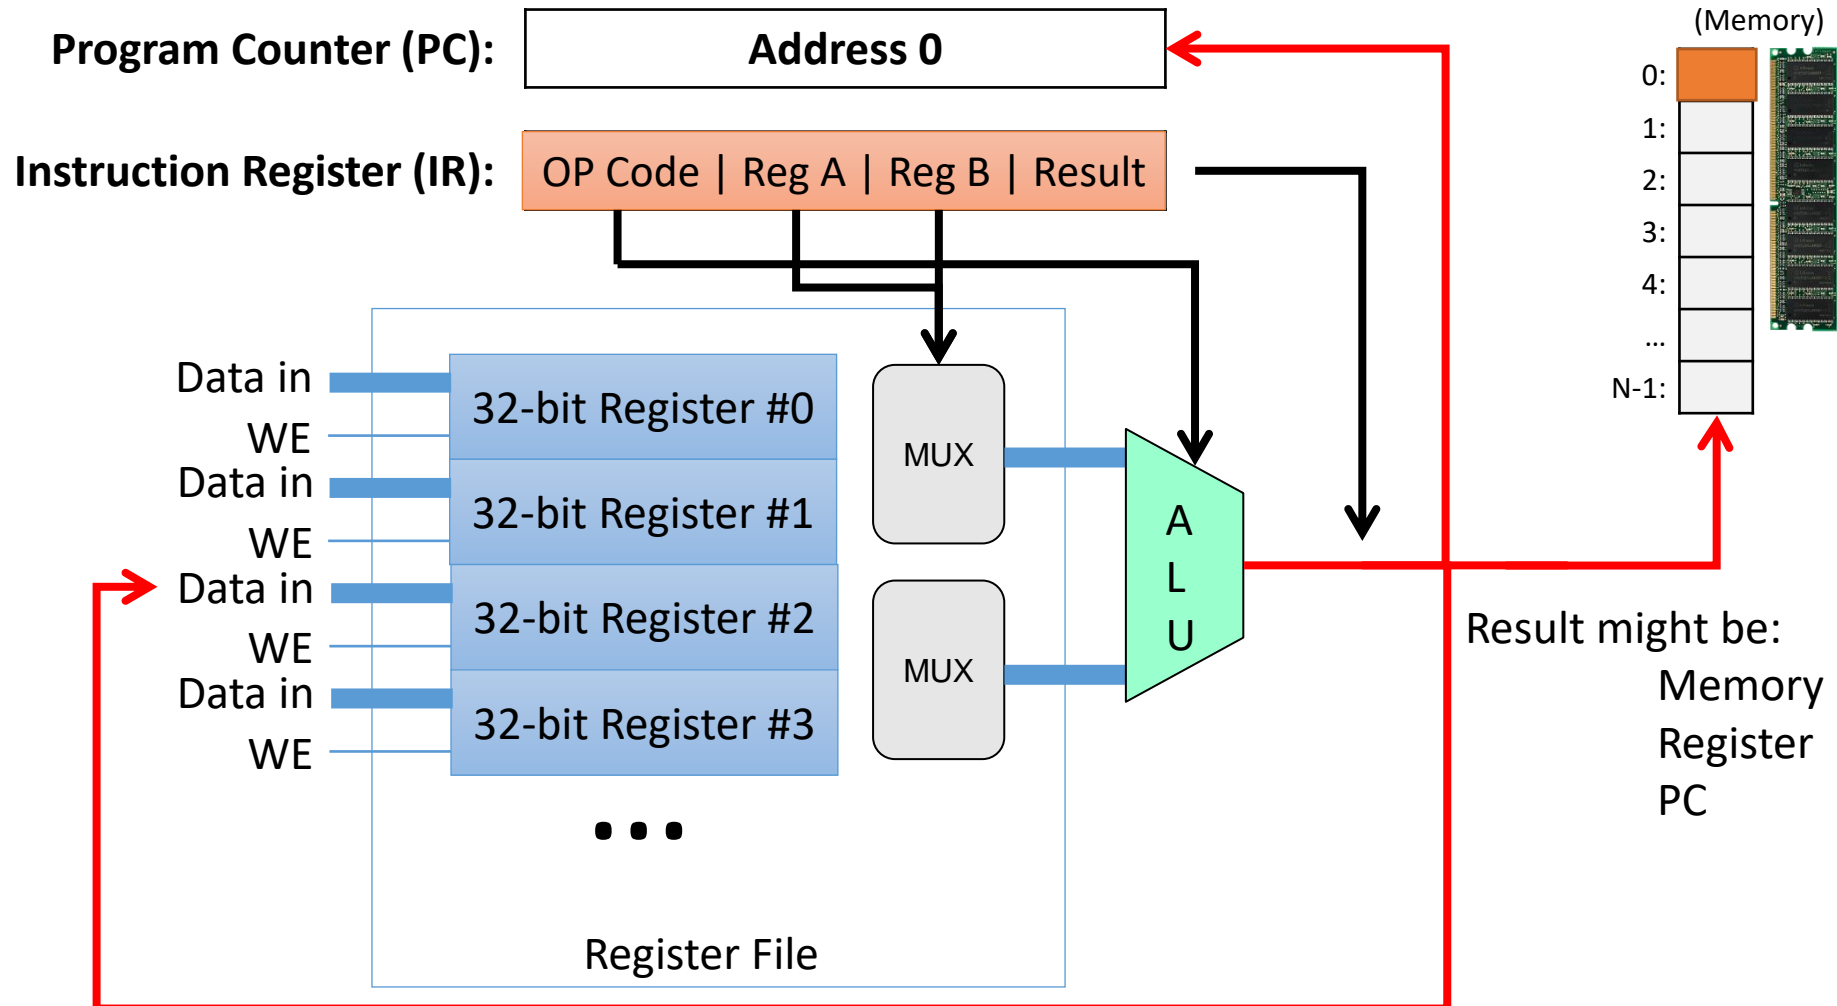 (Memory)
Program Counter (PC):
Address 0
0:
1:
2:
3:
4:
...
N-1:
Instruction Register (IR):
OP Code | Reg A | Reg B | Result
Data in
WE
32-bit Register #0
Data in
WE
32-bit Register #1
Data in
WE
32-bit Register #2
Data in
WE
32-bit Register #3
...
MUX
MUX
A
L
U
Result might be:
Memory
Register
PC
Register File